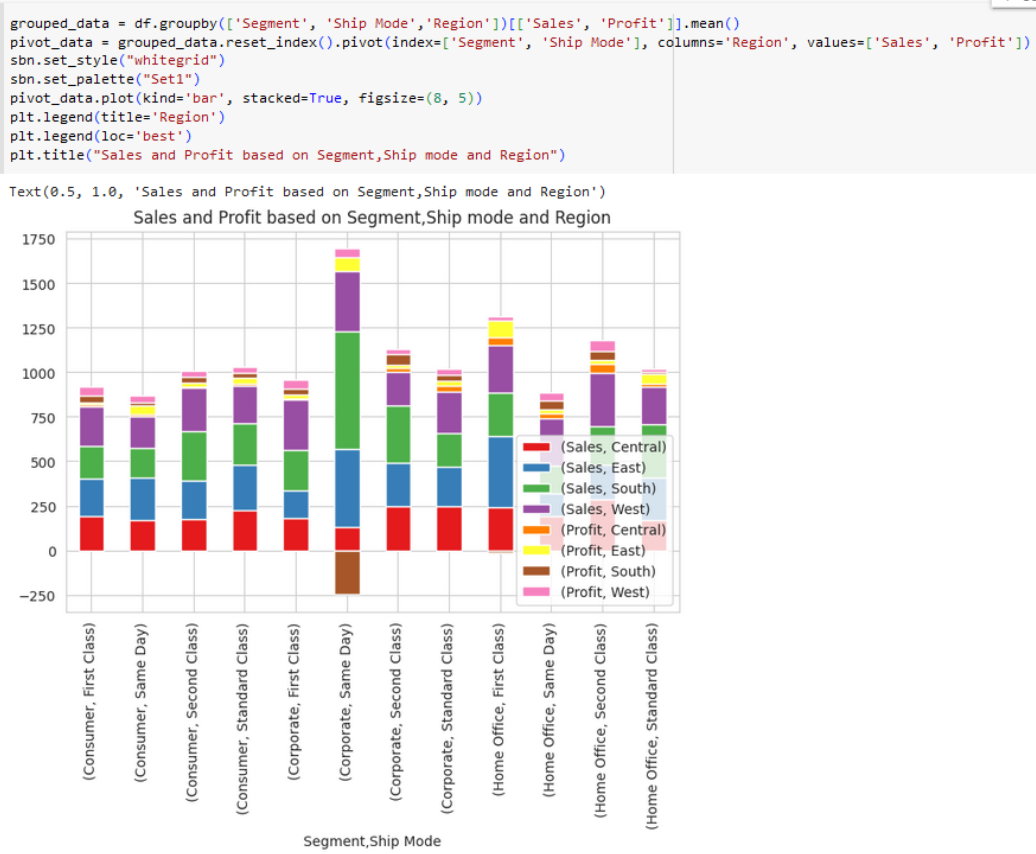 grouped_data = df.groupby(['Segment', 'Ship Mode','Region'])[['Sales', 'Profit']].mean()
pivot_data = grouped_data.reset_index().pivot(index=['Segment', 'Ship Mode'], columns='Region', values=['Sales', 'Profit'])
sbn.set_style("whitegrid")
sbn.set_palette("Set1")
pivot_data.plot(kind='bar', stacked=True, figsize=(8, 5))
plt.legend(title='Region')
plt.legend(loc='best')
plt.title("Sales and Profit based on Segment,Ship mode and Region")
Text(0.5, 1.0, 'Sales and Profit based on Segment,Ship mode and Region')
Sales and Profit based on Segment,Ship mode and Region
1750
1500
1250
1000
750
500
250
0
−250
(Sales, Central)
(Sales, East)
(Sales, South)
(Sales, West)
(Profit, Central)
(Profit, East)
(Profit, South)
(Profit, West)
(Consumer, First Class)
(Consumer, Same Day)
(Consumer, Second Class)
(Consumer, Standard Class)
(Corporate, First Class)
(Corporate, Same Day)
(Corporate, Second Class)
(Corporate, Standard Class)
(Home Office, First Class)
(Home Office, Same Day)
(Home Office, Second Class)
(Home Office, Standard Class)
Segment,Ship Mode